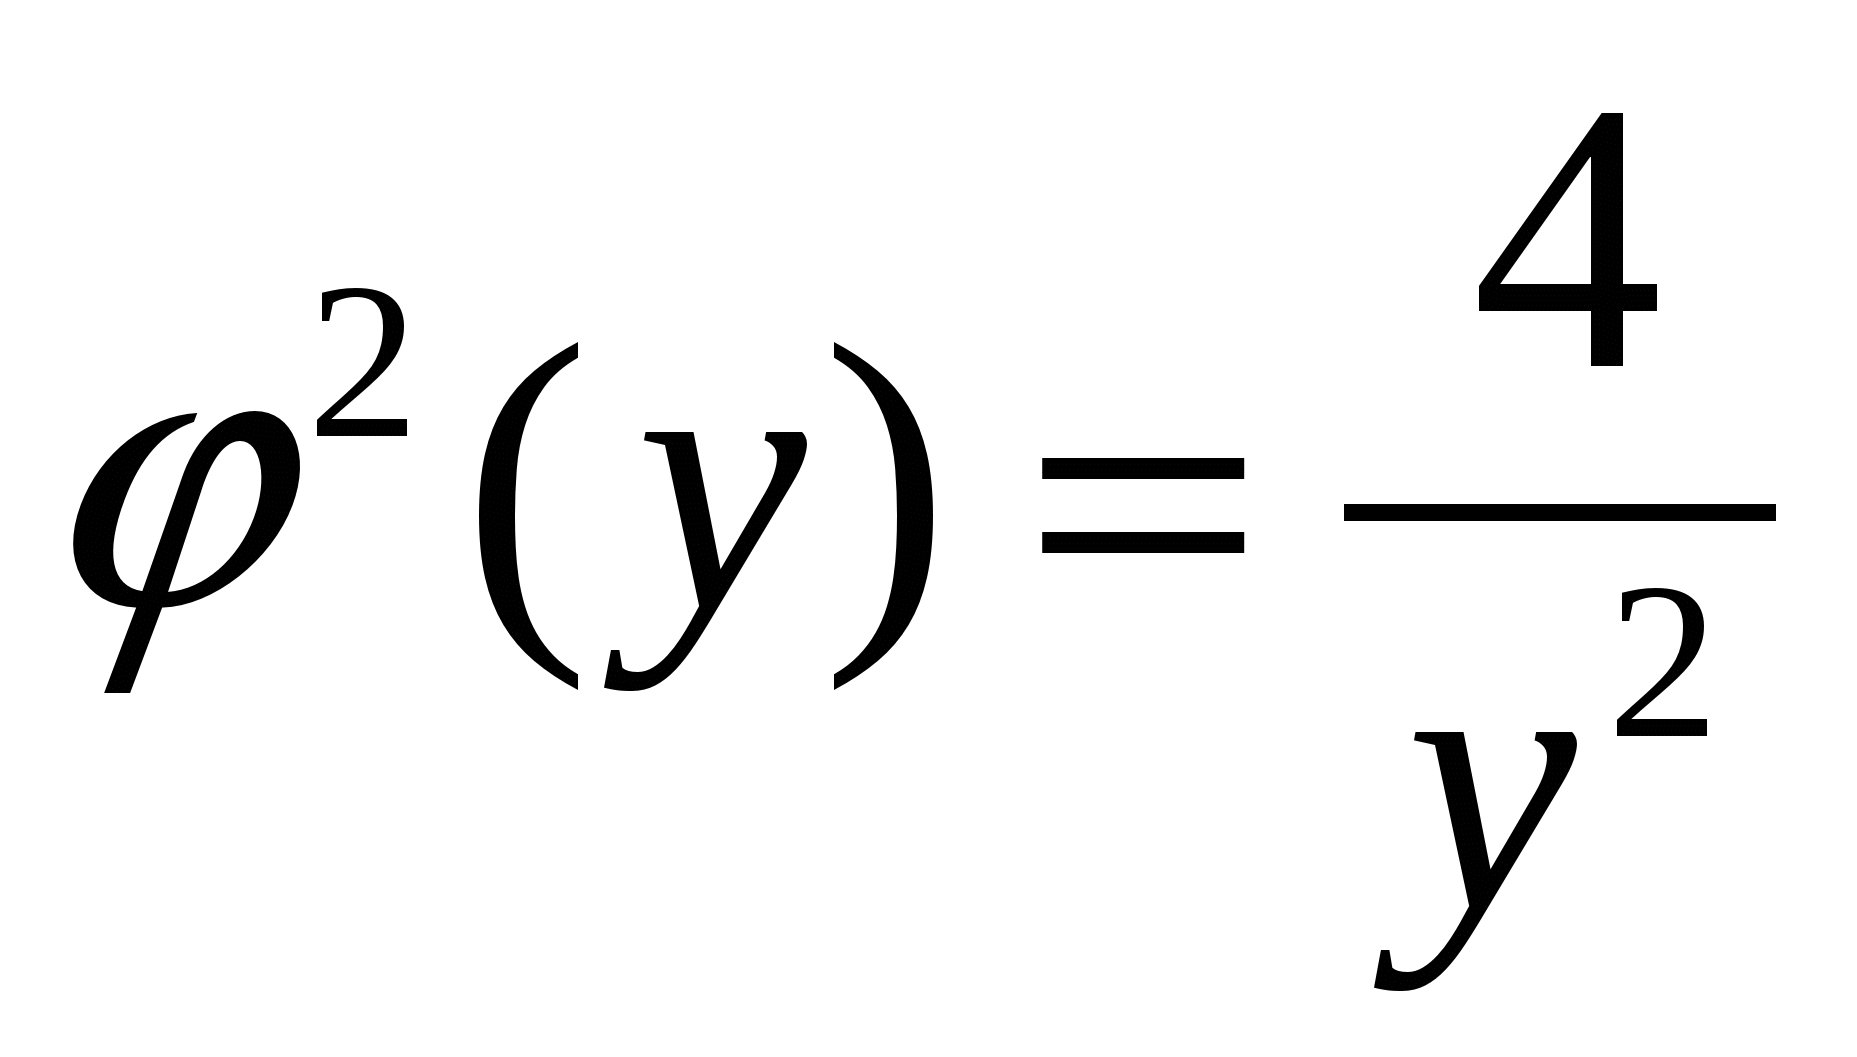 φ²(y) = 4/y²